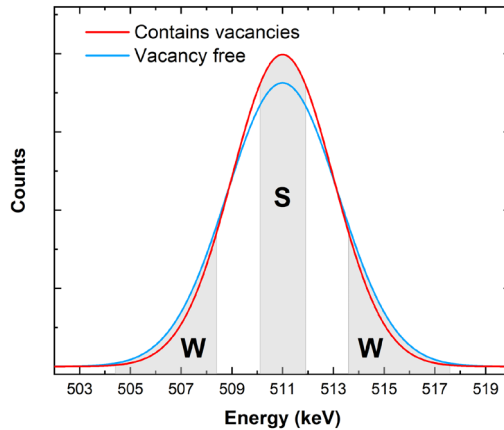 Contains vacancies
Vacancy free
Counts
S
W W
503 505 507 509 511 513 515 517 519
Energy (keV)